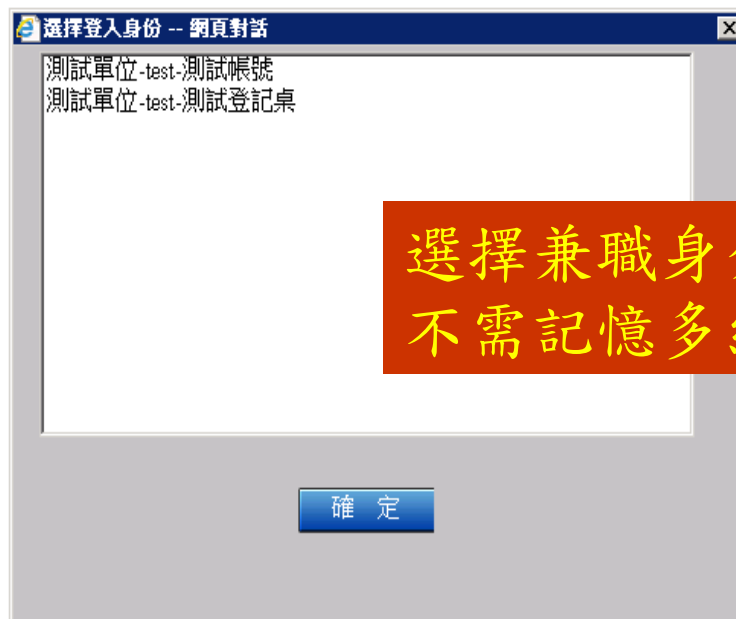 選擇登入身份 -- 網頁對話
測試單位-test-測試帳號
測試單位-test-測試登記桌
選擇兼職身
不需記憶多
確 定